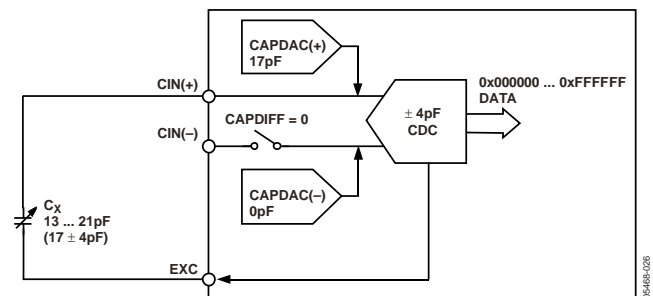 CAPDAC(+)
17pF
CIN(+)
0x000000 ... 0xFFFFFF
DATA
CAPDIFF = 0
± 4pF
CDC
CIN(–)
CAPDAC(–)
0pF
CX
13 ... 21pF
(17 ± 4pF)
EXC
05468-026